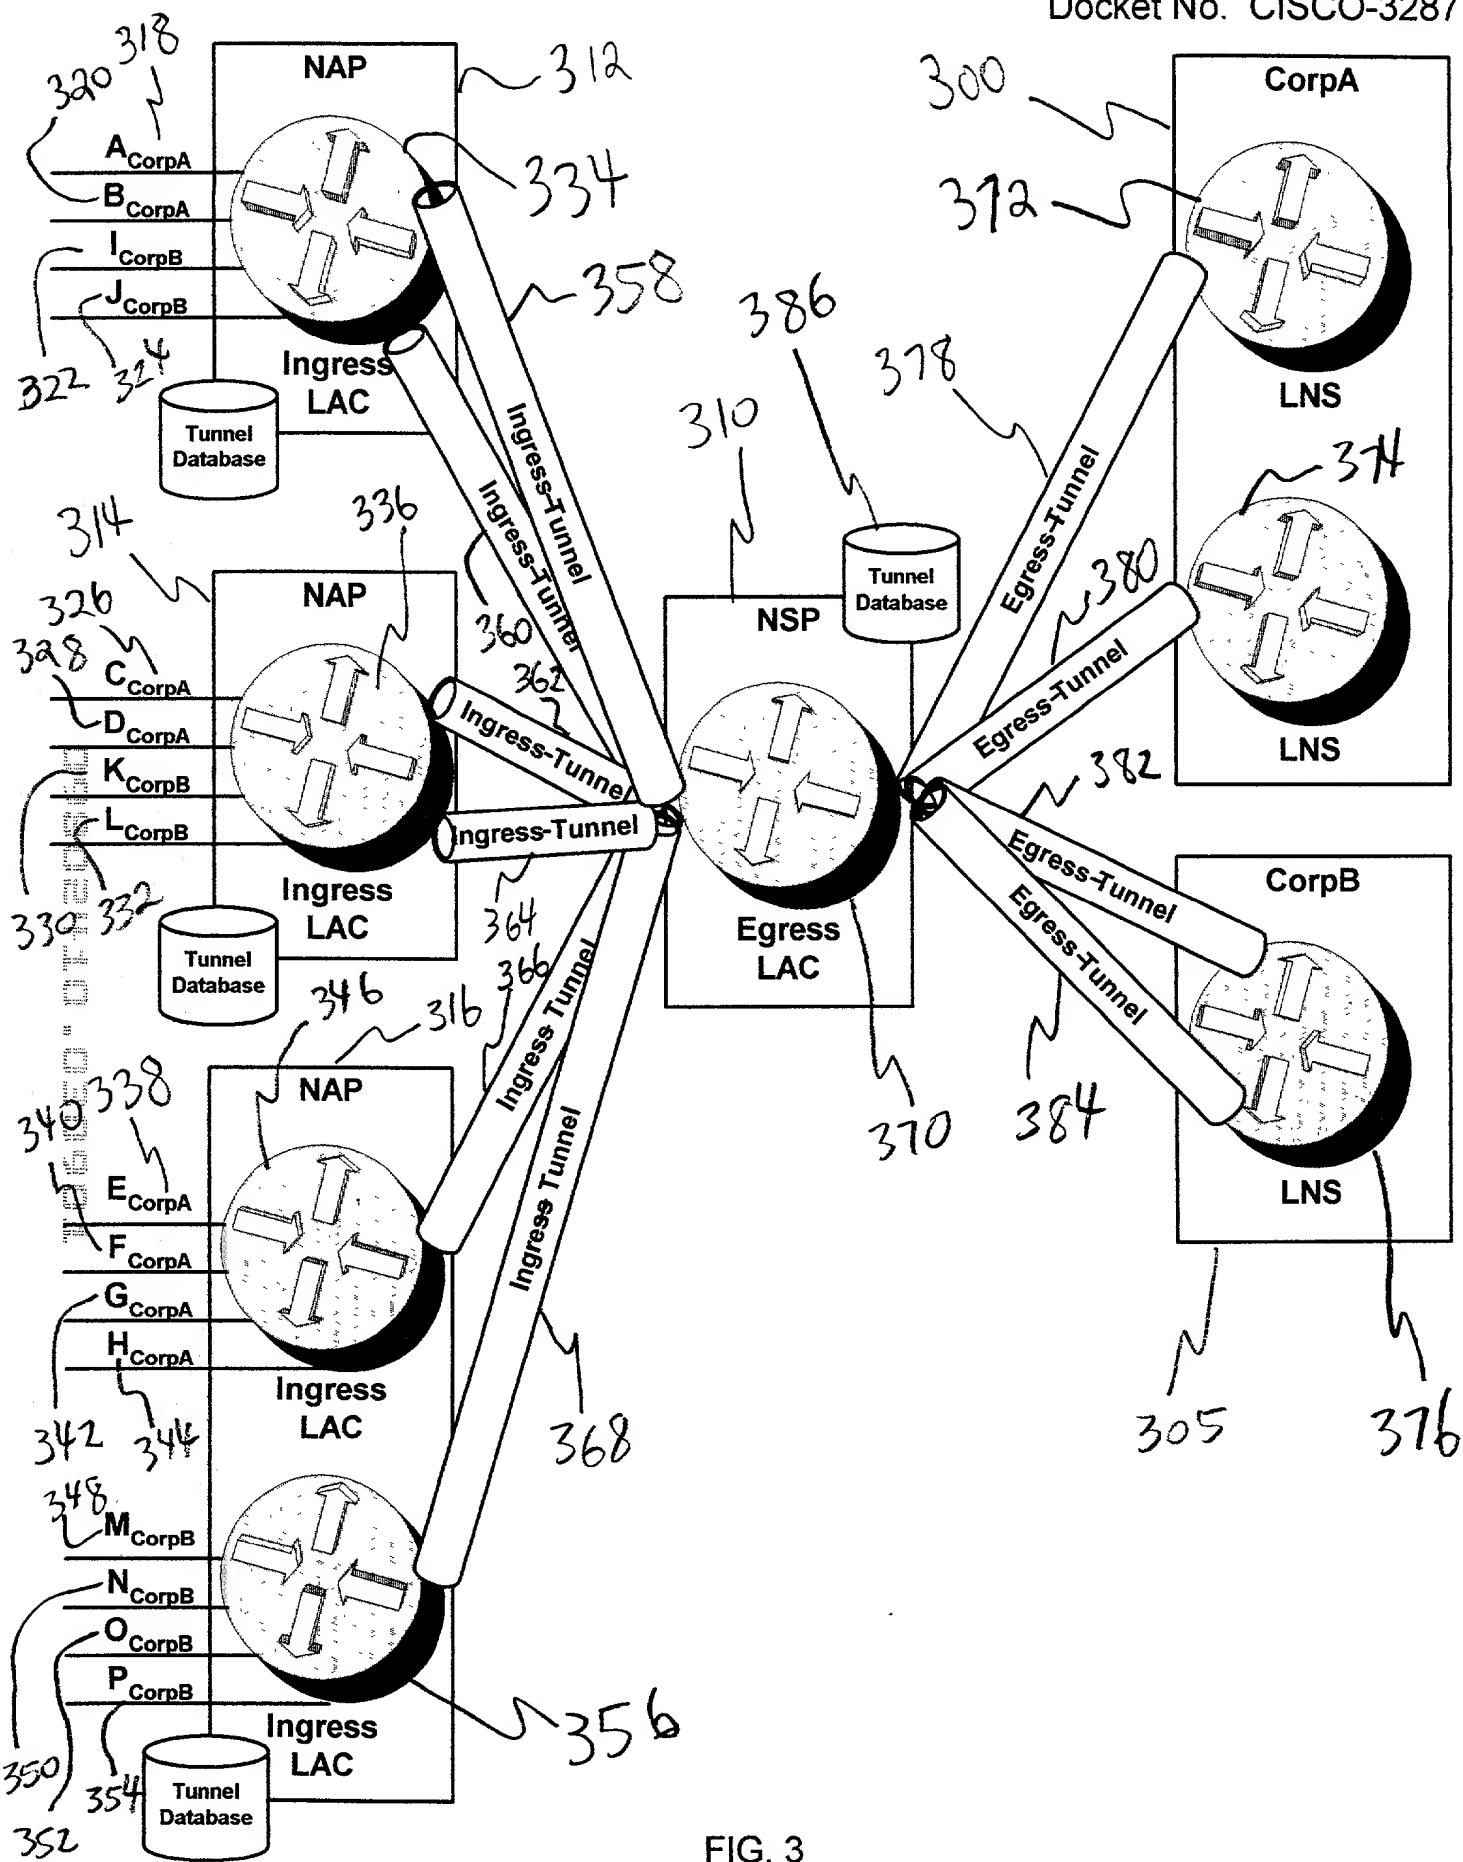 Docket No. CISCO-3287
318
NAP
312
320
300
CorpA
A CorpA
B CorpA
334
372
I CorpB
358
J CorpB
386
322
324
Ingress
LAC
378
LNS
Tunnel
Database
Ingress-Tunnel
310
374
Ingress-Tunnel
314
336
Egress-Tunnel
NAP
Tunnel
Database
380
326
360
NSP
328
362
C CorpA
Egress-Tunnel
D CorpA
Ingress-Tunnel
LNS
K CorpB
382
L CorpB
Ingress-Tunnel
Egress-Tunnel
CorpB
330
332
Ingress
LAC
364
Egress
LAC
Egress-Tunnel
Tunnel
Database
366
346
316
Ingress Tunnel
NAP
338
340
370
384
E CorpA
Ingress Tunnel
LNS
F CorpA
G CorpA
H CorpA
Ingress
LAC
342
344
368
305
376
348
M CorpB
N CorpB
O CorpB
P CorpB
356
Ingress
LAC
350
354
Tunnel
Database
352
FIG. 3